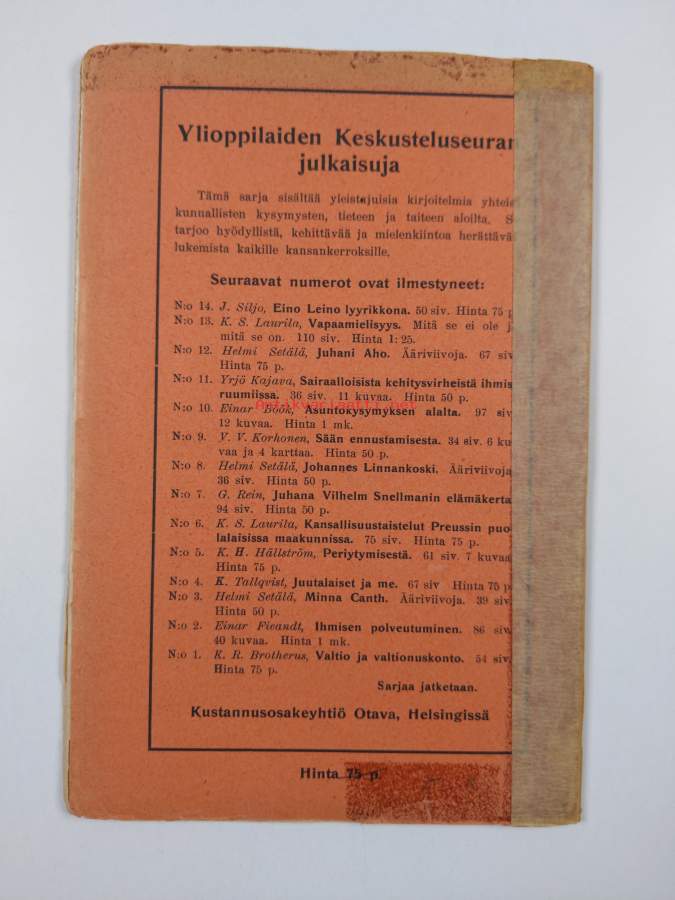 Ylioppilaiden Keskusteluseuran
julkaisuja
Tämä sarja sisältää yleistajuisia kirjoitelmia yhteis
kunnallisten kysymysten, tieteen ja taiteen aloilta. S
tarjoo hyödyllistä, kehittävää ja mielenkiintoa herättävä
lukemista kaikille kansankerroksille.
Seuraavat numerot ovat ilmestyneet:
N:o 14. J. Siljo, Eino Leino lyyrikkona. 50 siv. Hinta 75 p
N:o 13. K. S. Laurila, Vapaamielisyys. Mitä se ei ole j
mitä se on. 110 siv. Hinta 1: 25.
N:o 12. Helmi Setälä, Juhani Aho. Ääriviivoja. 67 siv
Hinta 75 p.
N:o 11. Yrjö Kajava, Sairaalloisista kehitysvirheistä ihmis
ruumiissa. 36 siv. 11 kuvaa. Hinta 50 p.
antikvariaatti.net
N:o 10. Einar Böök, Asuntokysymyksen alalta. 97 siv
12 kuvaa. Hinta 1 mk.
N:o 9. V. V. Korhonen, Sään ennustamisesta. 34 siv. 6 ku
vaa ja 4 karttaa. Hinta 50 p.
N:o 8. Helmi Setälä, Johannes Linnankoski. Ääriviivoja
36 siv. Hinta 50 p.
N:o 7. G. Rein, Juhana Vilhelm Snellmanin elämäkerta
94 siv. Hinta 50 p.
N:o 6. K. S. Laurila, Kansallisuustaistelut Preussin puo
lalaisissa maakunnissa. 75 siv. Hinta 75 p.
N:o 5. K. H. Hällström, Periytymisestä. 61 siv. 7 kuvaa
Hinta 75 p.
N:o 4. K. Tallqvist, Juutalaiset ja me. 67 siv Hinta 75 p
N:o 3. Helmi Setälä, Minna Canth. Ääriviivoja. 39 siv
Hinta 50 p.
N:o 2. Einar Fieandt, Ihmisen polveutuminen. 86 siv
40 kuvaa. Hinta 1 mk.
N:o 1. K. R. Brotherus, Valtio ja valtionuskonto. 54 siv
Hinta 75 p.
Sarjaa jatketaan.
Kustannusosakeyhtiö Otava, Helsingissä
Hinta 75 p.